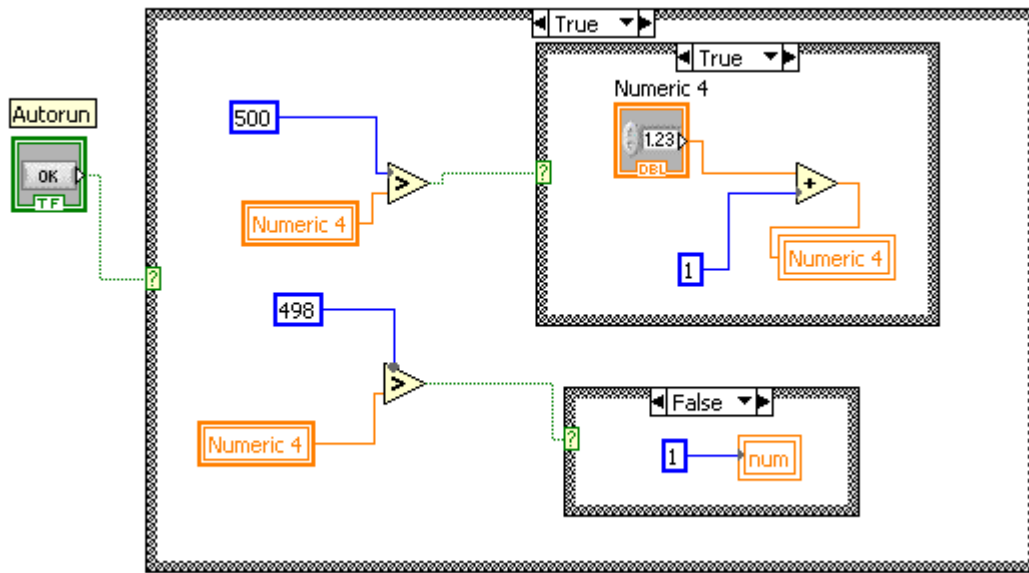 True
True
Numeric 4
1.23
DBL
Autorun
OK
TF
500
>
Numeric 4
?
+
1
Numeric 4
?
498
>
Numeric 4
False
?
1
num